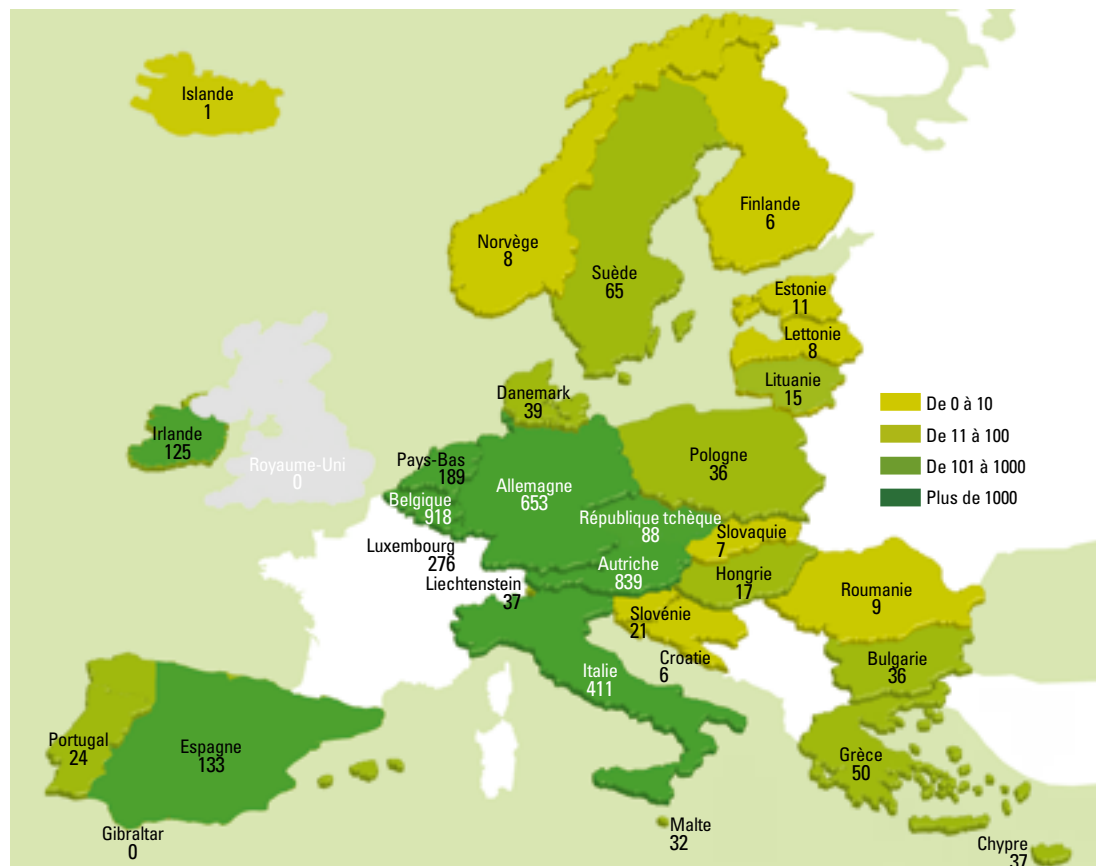 Islande
1
Finlande
6
Norvège
8
Suède
65
Estonie
11
Lettonie
8
Lituanie
15
Danemark
39
De 0 à 10
De 11 à 100
De 101 à 1000
Plus de 1000
Irlande
125
Royaume-Uni
0
Pays-Bas
189
Pologne
36
Allemagne
653
Belgique
918
République tchèque
88
Slovaquie
7
Luxembourg
276
Autriche
839
Liechtenstein
37
Hongrie
17
Roumanie
9
Slovénie
21
Croatie
6
Bulgarie
36
Italie
411
Portugal
24
Espagne
133
Grèce
50
Gibraltar
0
Malte
32
Chypre
37